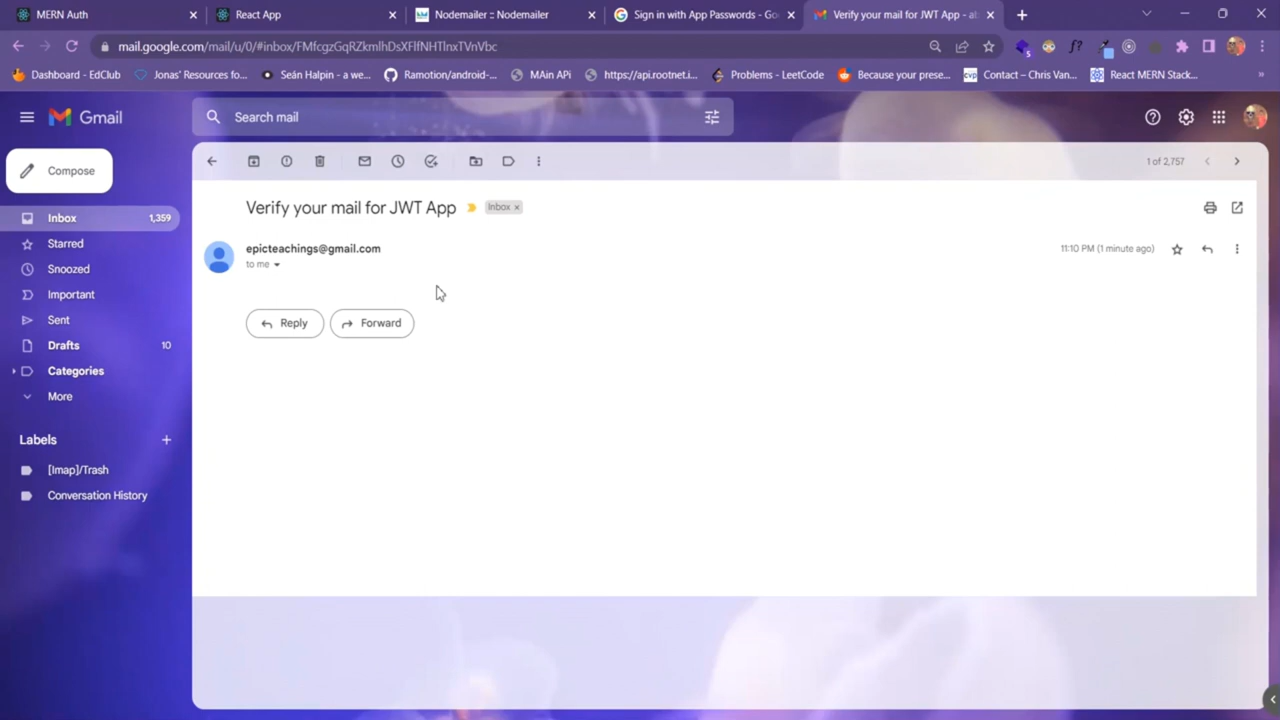 MERN Auth
React App
Nodemailer :: Nodemailer
Sign in with App Passwords - Go
Verify your mail for JWT App - a
mail.google.com/mail/u/0/#inbox/FMfcgzGqRZkmlhDsXFlfNHTlnxTVnVbc
Dashboard - EdClub
Jonas' Resources fo...
Seán Halpin - a we...
Ramotion/android-...
MAin APi
https://api.rootnet.i...
Problems - LeetCode
Because your prese...
Contact – Chris Van...
React MERN Stack...
Gmail
Search mail
Compose
1 of 2,757
Inbox 1,359
Starred
Snoozed
Important
Sent
Drafts 10
Categories
More
Labels
[Imap]/Trash
Conversation History
Verify your mail for JWT App
Inbox
epicteachings@gmail.com
11:10 PM (1 minute ago)
to me
Reply
Forward